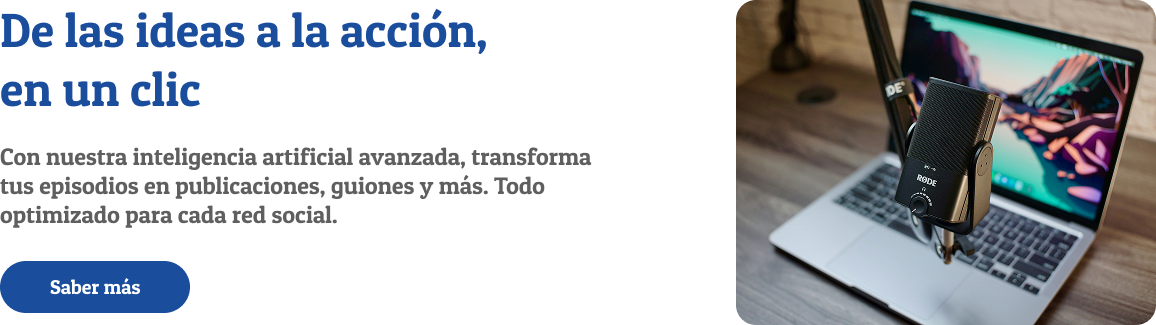 De las ideas a la acción,
en un clic
Con nuestra inteligencia artificial avanzada, transforma
tus episodios en publicaciones, guiones y más. Todo
optimizado para cada red social.
Saber más
DE
RØDE